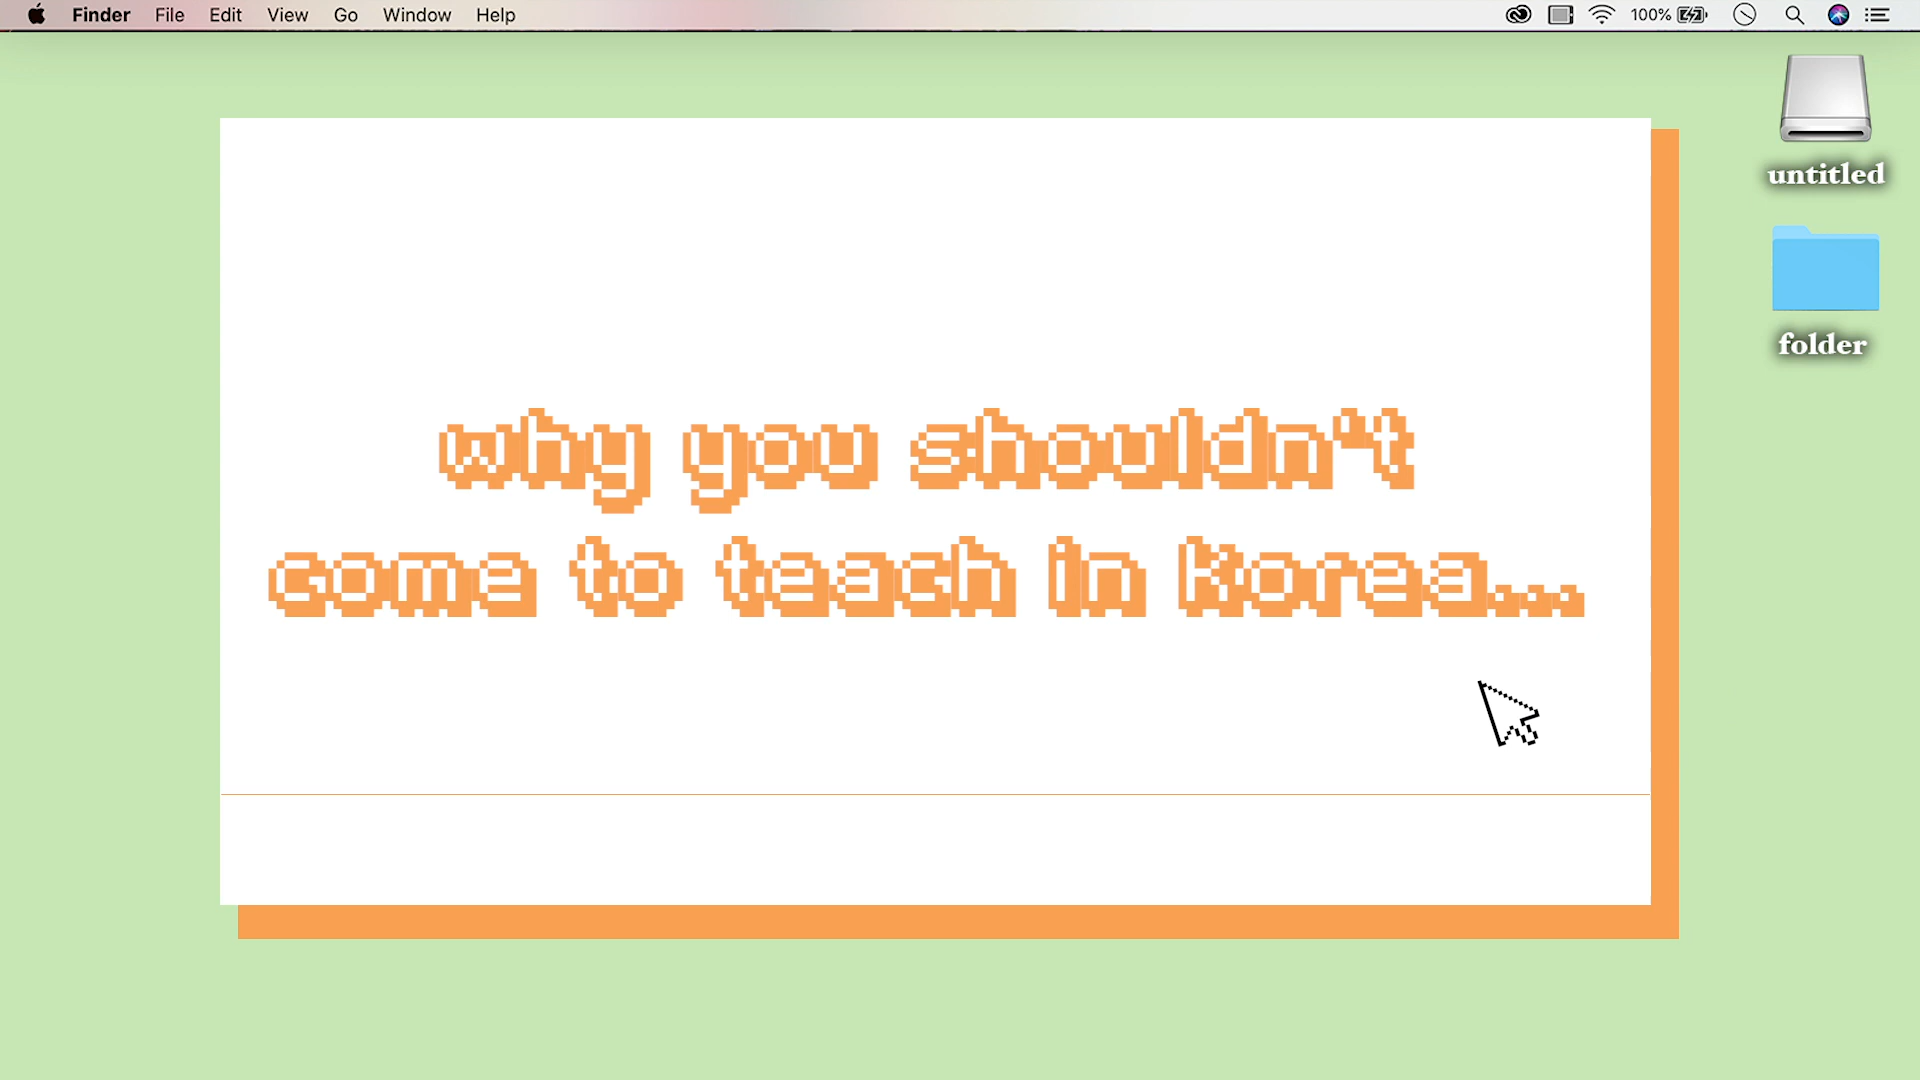 Finder File Edit View Go Window Help 100%
untitled
folder
why you shouldn't
come to teach in Korea...